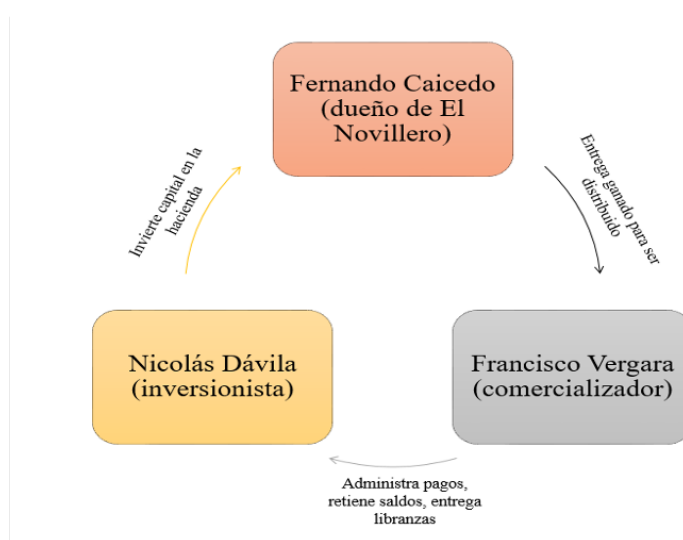 Fernando Caicedo
(dueño de El
Novillero)
Invierte capital en la
hacienda
Entrega ganado para ser
distribuido
Nicolás Dávila
(inversionista)
Francisco Vergara
(comercializador)
Administra pagos,
retiene saldos, entrega
libranzas